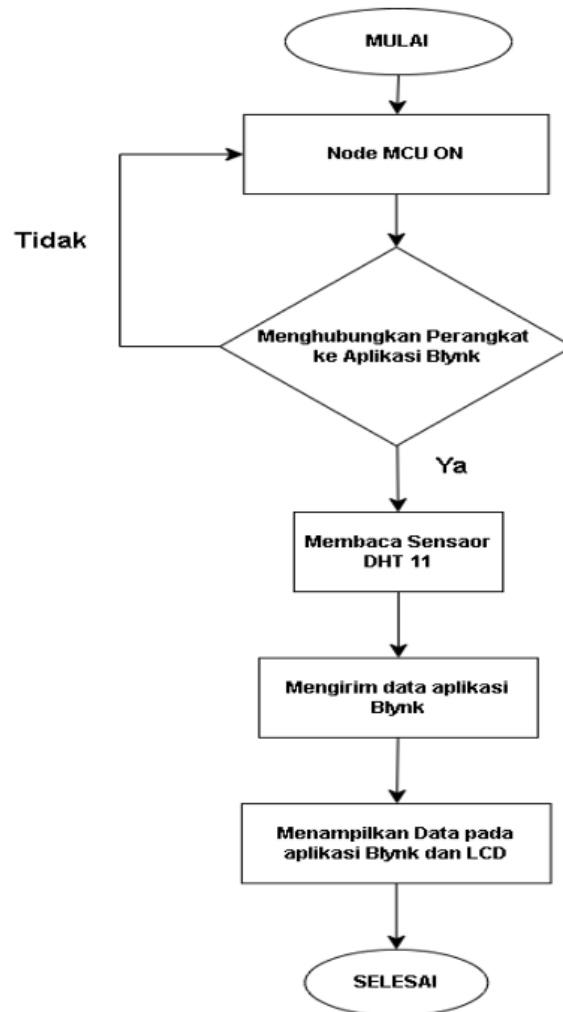 MULAI
Node MCU ON
Tidak
Menghubungkan Perangkat
ke Aplikasi Blynk
Ya
Membaca Sensaor
DHT 11
Mengirim data aplikasi
Blynk
Menampilkan Data pada
aplikasi Blynk dan LCD
SELESAI